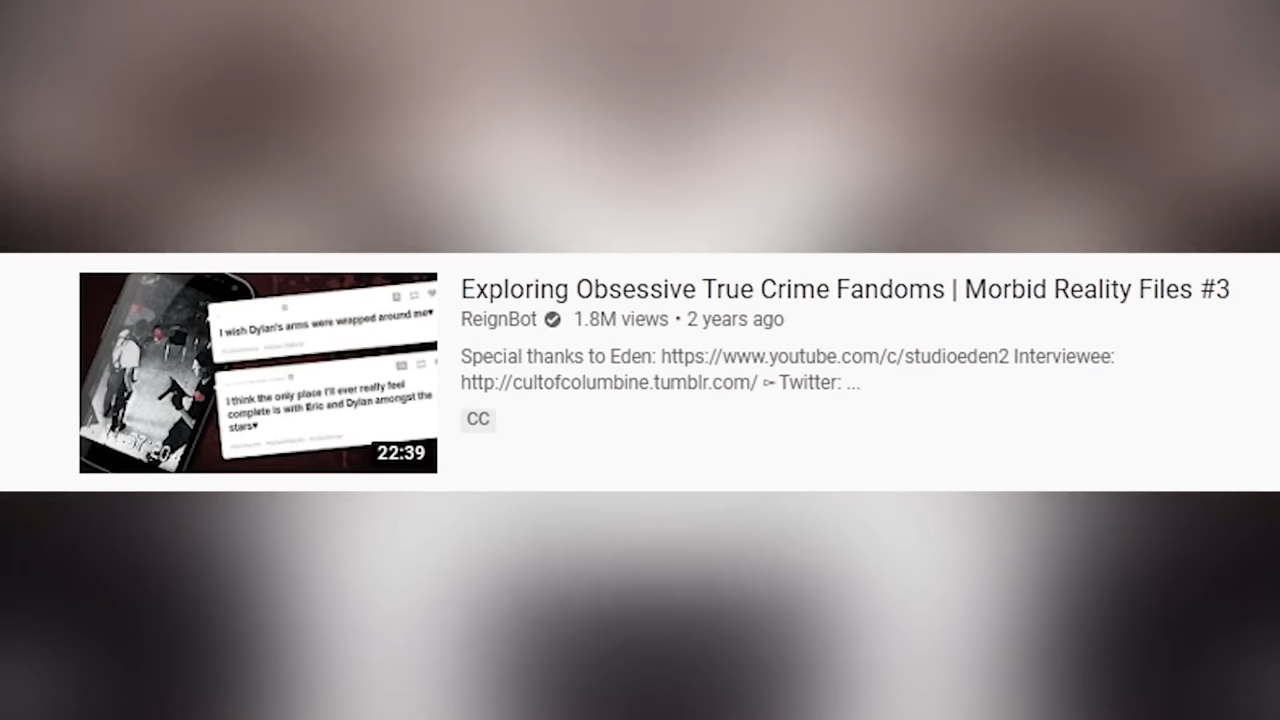 I wish Dylan's arms were wrapped around me♥
I think the only place I'll ever really feel
complete is with Eric and Dylan amongst the
stars♥
22:39
Exploring Obsessive True Crime Fandoms | Morbid Reality Files #3
ReignBot 1.8M views • 2 years ago
Special thanks to Eden: https://www.youtube.com/c/studioeden2 Interviewee:
http://cultofcolumbine.tumblr.com/ ➳ Twitter: ...
CC